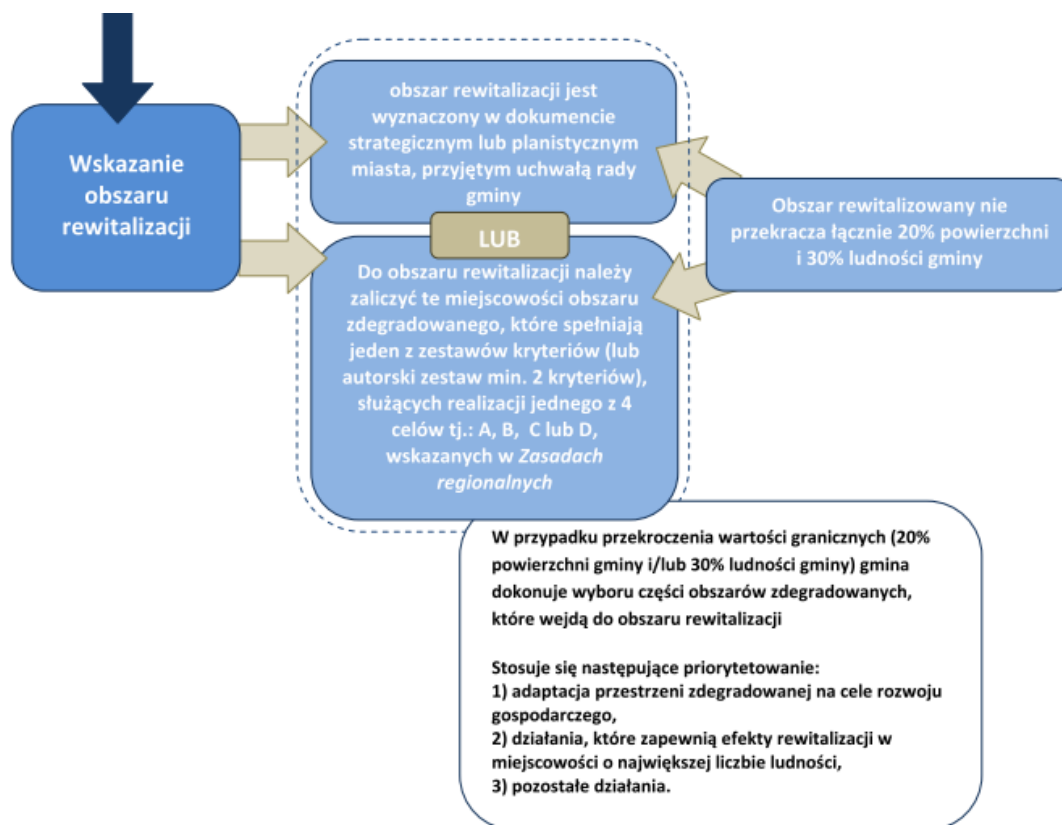 Wskazanie
obszaru
rewitalizacji
obszar rewitalizacji jest
wyznaczony w dokumencie
strategicznym lub planistycznym
miasta, przyjętym uchwałą rady
gminy
LUB
Do obszaru rewitalizacji należy
zaliczyć te miejscowości obszaru
zdegradowanego, które spełniają
jeden z zestawów kryteriów (lub
autorski zestaw min. 2 kryteriów),
służących realizacji jednego z 4
celów tj.: A, B, C lub D,
wskazanych w Zasadach
regionalnych
Obszar rewitalizowany nie
przekracza łącznie 20% powierzchni
i 30% ludności gminy
W przypadku przekroczenia wartości granicznych (20%
powierzchni gminy i/lub 30% ludności gminy) gmina
dokonuje wyboru części obszarów zdegradowanych,
które wejdą do obszaru rewitalizacji
Stosuje się następujące priorytetowanie:
1) adaptacja przestrzeni zdegradowanej na cele rozwoju
gospodarczego,
2) działania, które zapewnią efekty rewitalizacji w
miejscowości o największej liczbie ludności,
3) pozostałe działania.